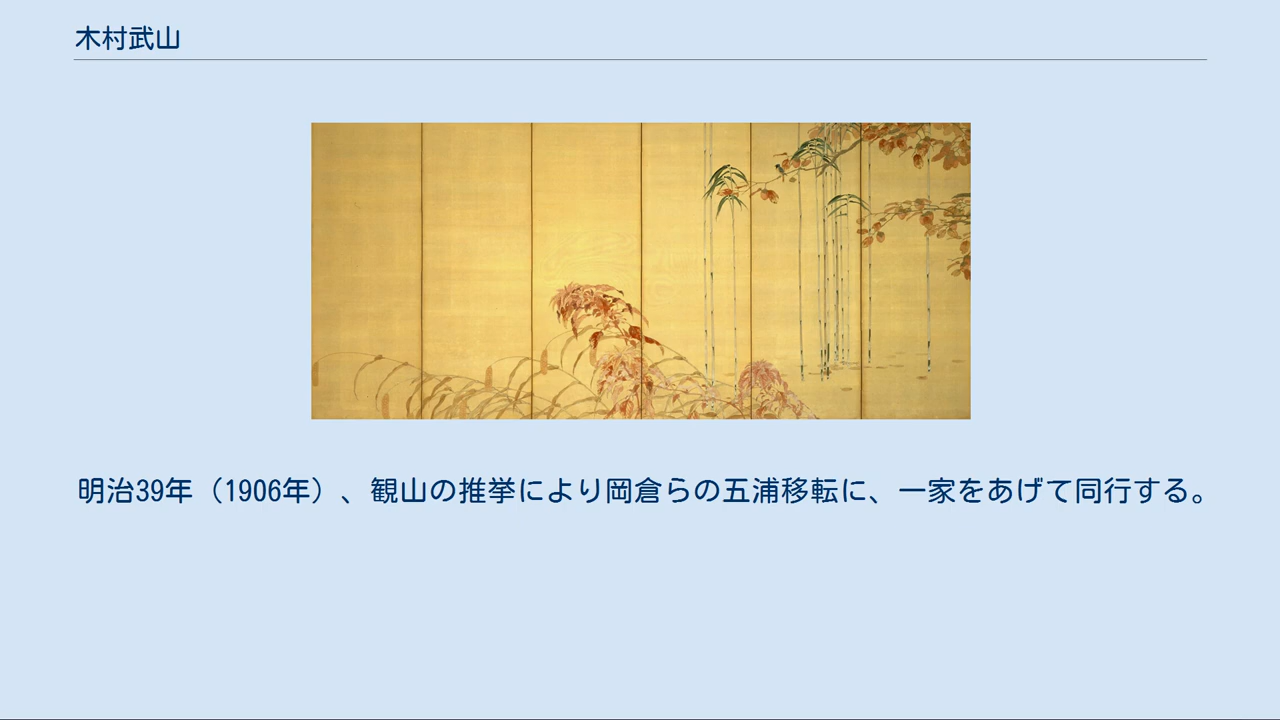 木村武山
明治39年（1906年）、観山の推挙により岡倉らの五浦移転に、一家をあげて同行する。